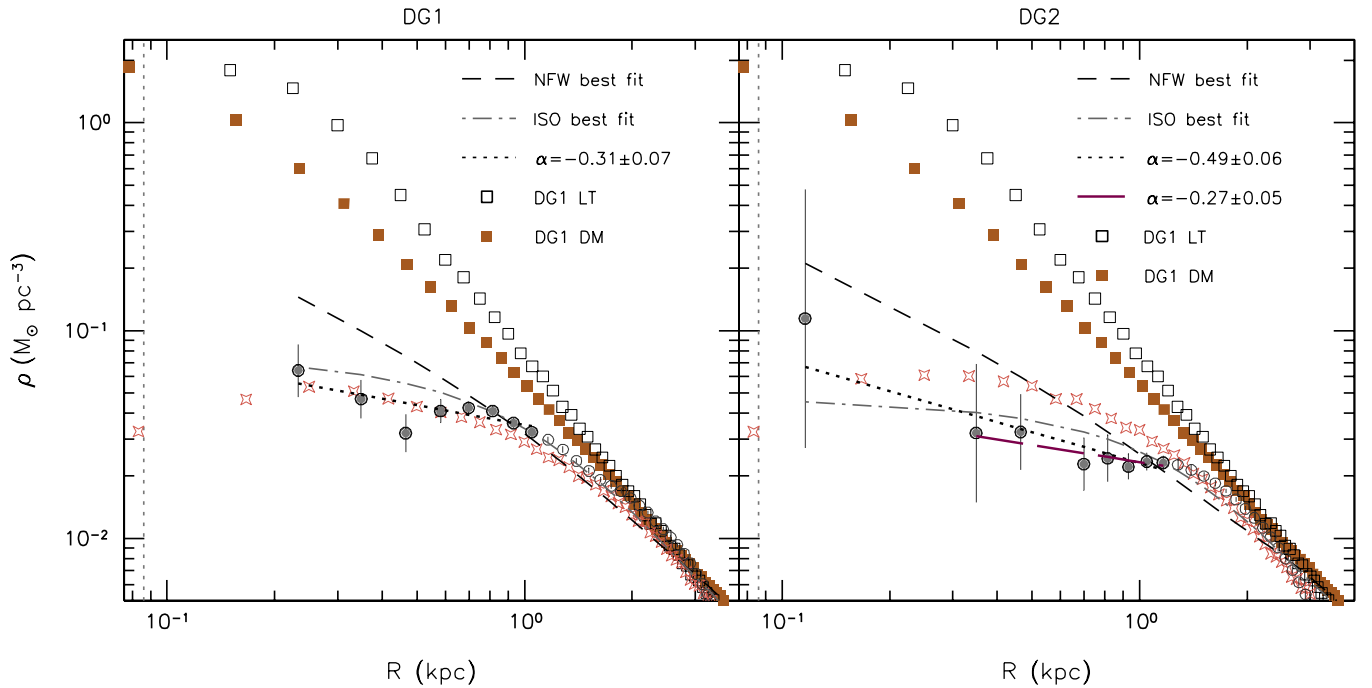 DG1
DG2
NFW best fit
ISO best fit
α=−0.31±0.07
DG1 LT
DG1 DM
NFW best fit
ISO best fit
α=−0.49±0.06
α=−0.27±0.05
DG1 LT
DG1 DM
10⁰
10⁻¹
10⁻²
ρ (M☉ pc⁻³)
10⁻¹
10⁰
10⁻¹
10⁰
R (kpc)
R (kpc)